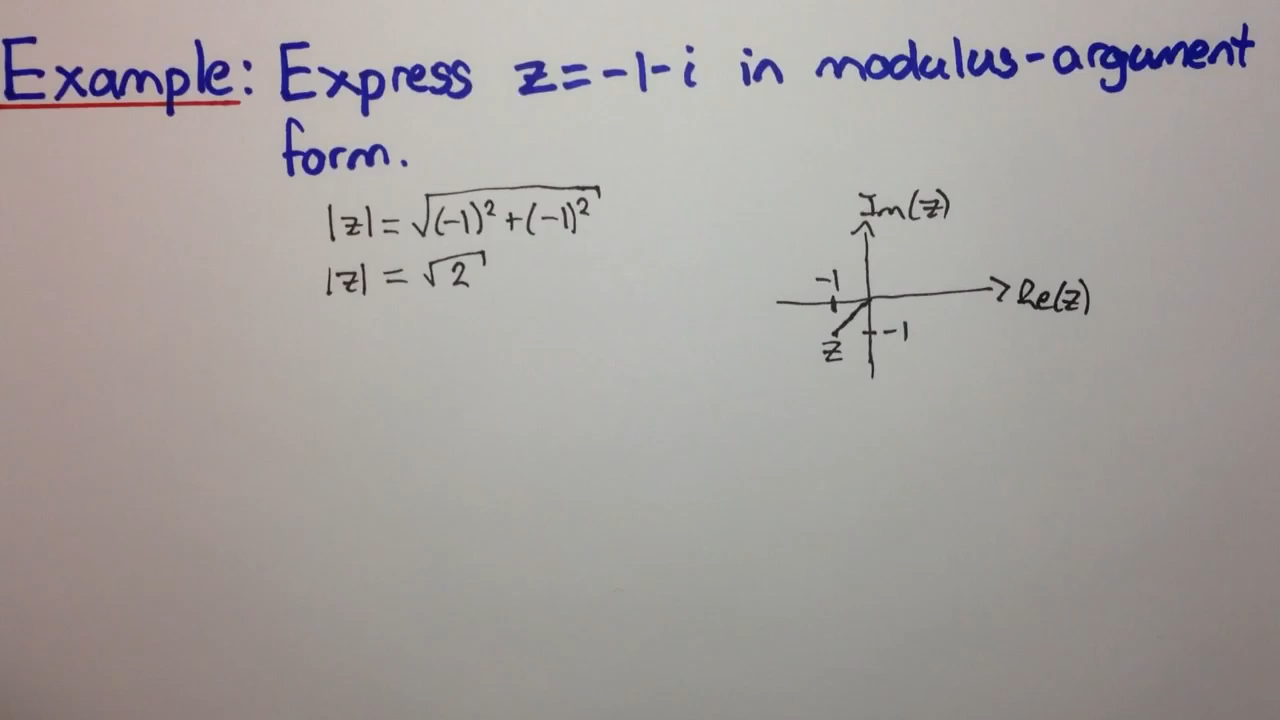 Example: Express z=-1-i in modulus-argument
form.
|z| = √(-1)²+(-1)²
|z| = √2
Im(z)
-1
Re(z)
-1
z